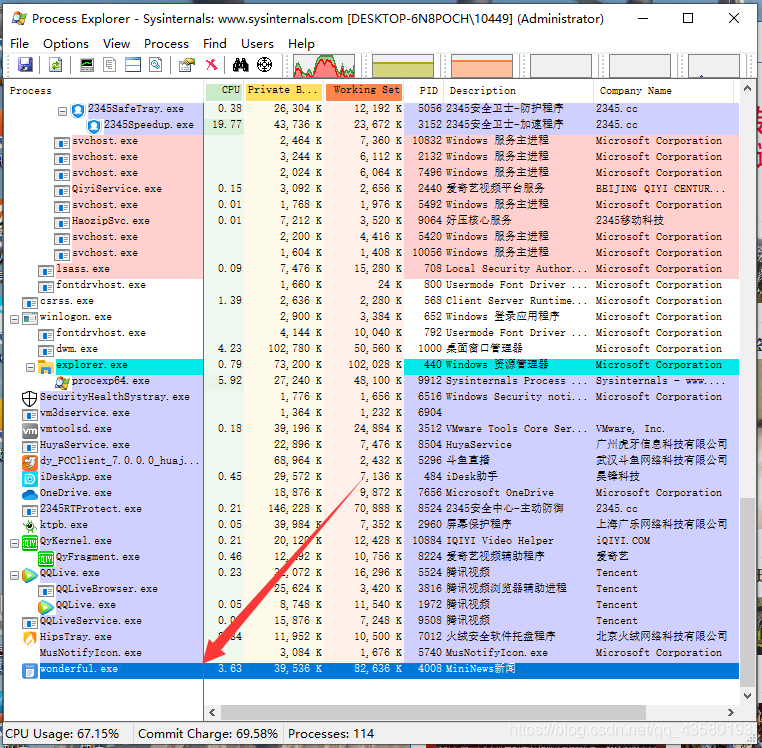 Process Explorer - Sysinternals: www.sysinternals.com [DESKTOP-6N8POCH\10449] (Administrator)
File Options View Process Find Users Help
Process CPU Private B... Working Set PID Description Company Name
2345SafeTray.exe 0.38 26,304 K 12,192 K 5056 2345安全卫士-防护程序 2345.cc
2345Speedup.exe 19.77 43,736 K 23,672 K 3152 2345安全卫士-加速程序 2345.cc
svchost.exe 2,464 K 7,360 K 10832 Windows 服务主进程 Microsoft Corporation
svchost.exe 3,244 K 6,112 K 2132 Windows 服务主进程 Microsoft Corporation
svchost.exe 2,024 K 6,064 K 7496 Windows 服务主进程 Microsoft Corporation
QiyiService.exe 0.15 3,092 K 2,656 K 2440 爱奇艺视频平台服务 BEIJING QIYI CENTUR...
svchost.exe 0.01 1,768 K 1,976 K 5492 Windows 服务主进程 Microsoft Corporation
HaozipSvc.exe 0.01 7,212 K 3,520 K 9064 好压核心服务 2345移动科技
svchost.exe 2,200 K 4,416 K 5420 Windows 服务主进程 Microsoft Corporation
svchost.exe 1,604 K 1,408 K 10056 Windows 服务主进程 Microsoft Corporation
lsass.exe 0.09 7,476 K 15,280 K 708 Local Security Author... Microsoft Corporation
fontdrvhost.exe 1,660 K 24 K 800 Usermode Font Driver ... Microsoft Corporation
csrss.exe 1.39 2,636 K 2,280 K 568 Client Server Runtime... Microsoft Corporation
winlogon.exe 2,900 K 3,384 K 652 Windows 登录应用程序 Microsoft Corporation
fontdrvhost.exe 4,144 K 10,040 K 792 Usermode Font Driver ... Microsoft Corporation
dwm.exe 4.23 102,780 K 50,560 K 1000 桌面窗口管理器 Microsoft Corporation
explorer.exe 0.79 73,200 K 102,028 K 440 Windows 资源管理器 Microsoft Corporation
procexp64.exe 5.92 27,240 K 48,100 K 9912 Sysinternals Process ... Sysinternals - www....
SecurityHealthSystray.exe 1,776 K 1,656 K 6516 Windows Security noti... Microsoft Corporation
vm3dservice.exe 1,364 K 1,232 K 6904
vmtoolsd.exe 0.18 39,196 K 24,884 K 3512 VMware Tools Core Ser... VMware, Inc.
HuyaService.exe 22,896 K 7,476 K 8504 HuyaService 广州虎牙信息科技有限公司
dy_PCClient_7.0.0.0_huaj... 68,964 K 2,432 K 5296 斗鱼直播 武汉斗鱼网络科技有限公司
iDeskApp.exe 0.45 29,572 K 7,136 K 484 iDesk助手 昊锋科技
OneDrive.exe 18,876 K 9,872 K 7656 Microsoft OneDrive Microsoft Corporation
2345RTProtect.exe 0.21 146,228 K 70,888 K 8524 2345安全中心-主动防御 2345.cc
ktpb.exe 0.05 39,984 K 7,352 K 2960 屏幕保护程序 上海广乐网络科技有限公司
QyKernel.exe 0.21 K 12,428 K 10884 IQIYI Video Helper iQIYI.COM
QyFragment.exe 0.46 K 10,756 K 8224 爱奇艺视频辅助程序 爱奇艺
QQLive.exe 0.23 K 16,296 K 5524 腾讯视频 Tencent
QQLiveBrowser.exe 25,624 K 3,420 K 3816 腾讯视频浏览器辅助进程 Tencent
QQLive.exe 0.05 8,748 K 11,540 K 1972 腾讯视频 Tencent
QQLiveService.exe 15,876 K 7,248 K 9508 腾讯视频 Tencent
HipsTray.exe 11,952 K 10,500 K 7012 火绒安全软件托盘程序 北京火绒网络科技有限公司
MusNotifyIcon.exe 3,084 K 1,676 K 5740 MusNotifyIcon.exe Microsoft Corporation
wonderful.exe 3.63 39,536 K 82,636 K 4008 MiniNews新闻
CPU Usage: 67.15% Commit Charge: 69.58% Processes: 114
https://blog.csdn.net/qq_43580193